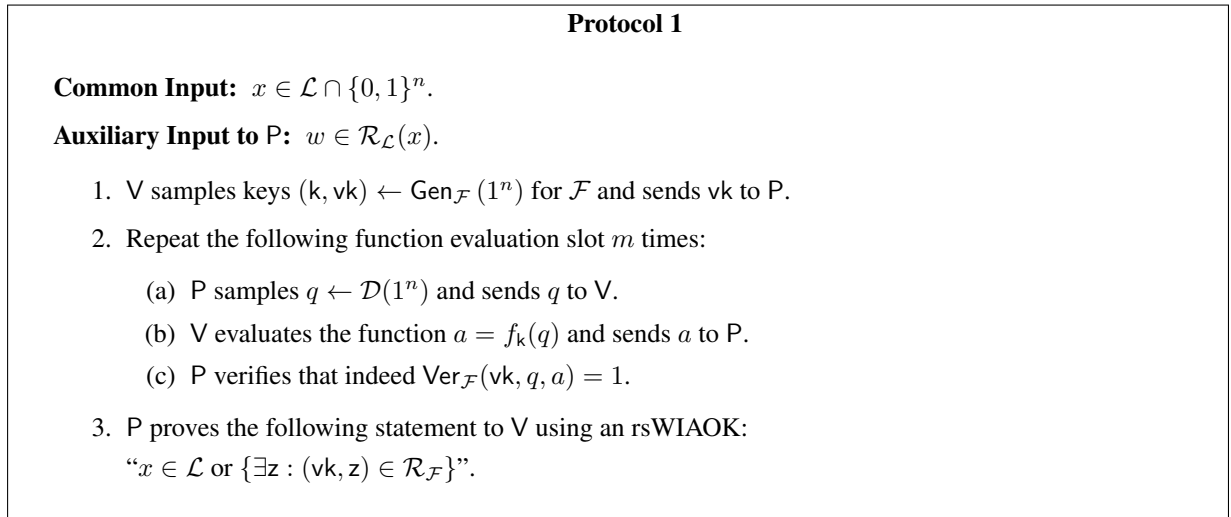 Protocol 1
Common Input: x ∈ ℒ ∩ {0, 1}ⁿ.
Auxiliary Input to P: w ∈ ℛ_ℒ(x).
1. V samples keys (k, vk) ← Gen_ℱ (1ⁿ) for ℱ and sends vk to P.
2. Repeat the following function evaluation slot m times:
(a) P samples q ← 𝒟(1ⁿ) and sends q to V.
(b) V evaluates the function a = f_k(q) and sends a to P.
(c) P verifies that indeed Ver_ℱ(vk, q, a) = 1.
3. P proves the following statement to V using an rsWIAOK:
“x ∈ ℒ or {∃z : (vk, z) ∈ ℛ_ℱ}”.